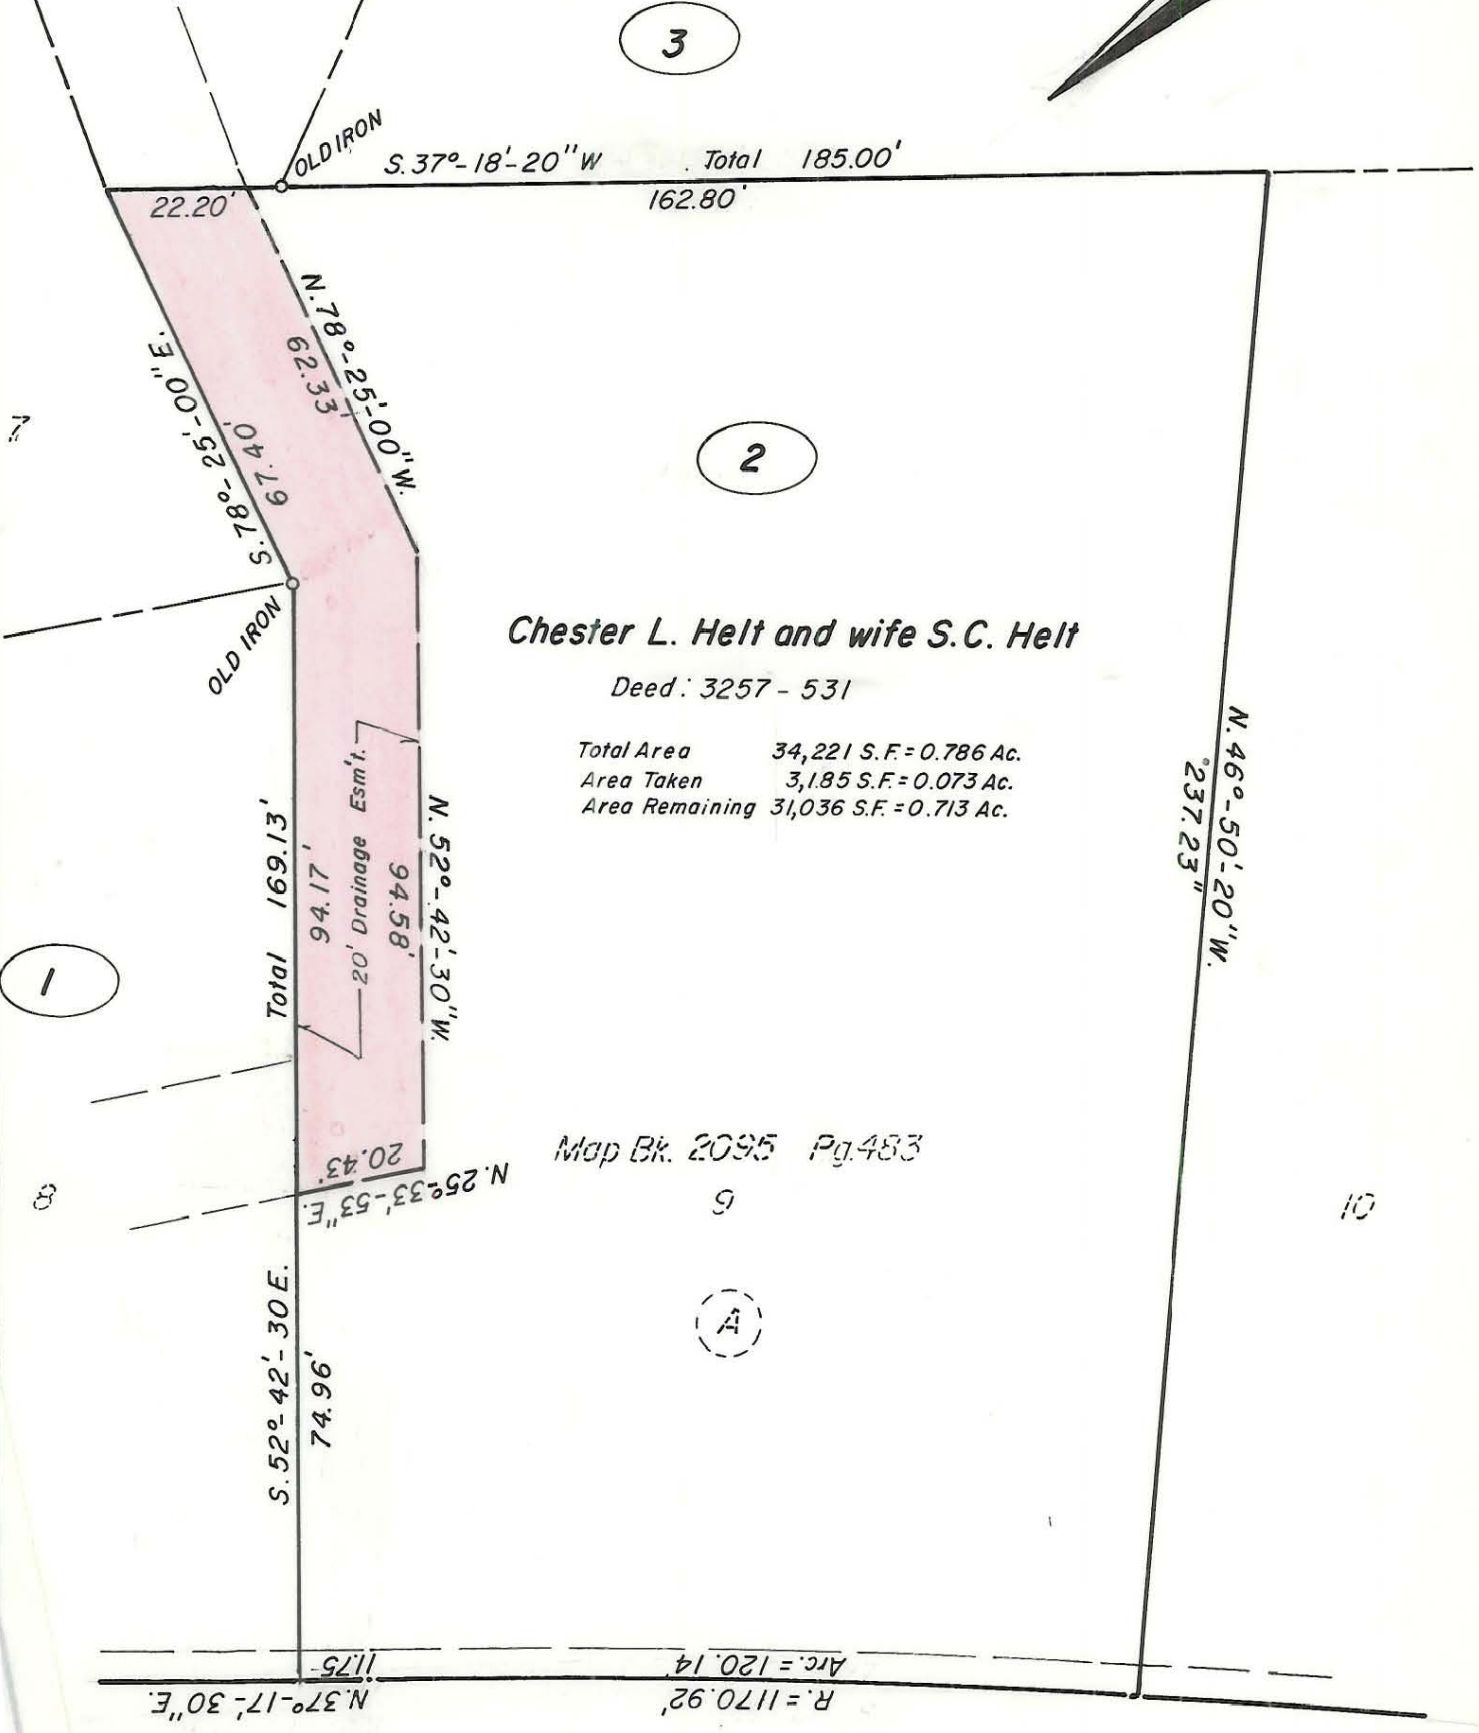 3
OLD IRON
S. 37°-18'-20" W . Total 185.00'
22.20'
162.80'
N. 78°-25'-00" W.
62.33'
S. 78°-25'-00" E.
67.40'
7
2
OLD IRON
Chester L. Helt and wife S.C. Helt
Deed: 3257-531
Total Area 34,221 S.F. = 0.786 Ac.
Area Taken 3,185 S.F. = 0.073 Ac.
Area Remaining 31,036 S.F. = 0.713 Ac.
N. 46°-50'-20" W.
237.23"
Total 169.13'
94.17'
20' Drainage Esm't.
94.58'
N. 52°-42'-30" W.
1
20.43'
N. 25°-33'-53" E.
Map Bk. 2095 Pg. 483
8
9
10
A
S. 52°-42'-30 E.
74.96'
11.75
Arc. = 120.14'
N. 37°-17'-30" E.
R. = 1170.92'